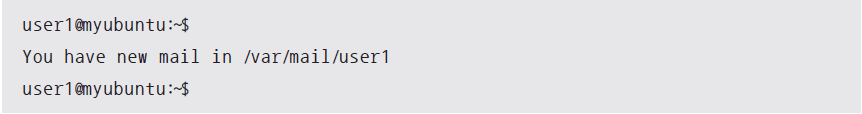 user1@myubuntu:~$
You have new mail in /var/mail/user1
user1@myubuntu:~$